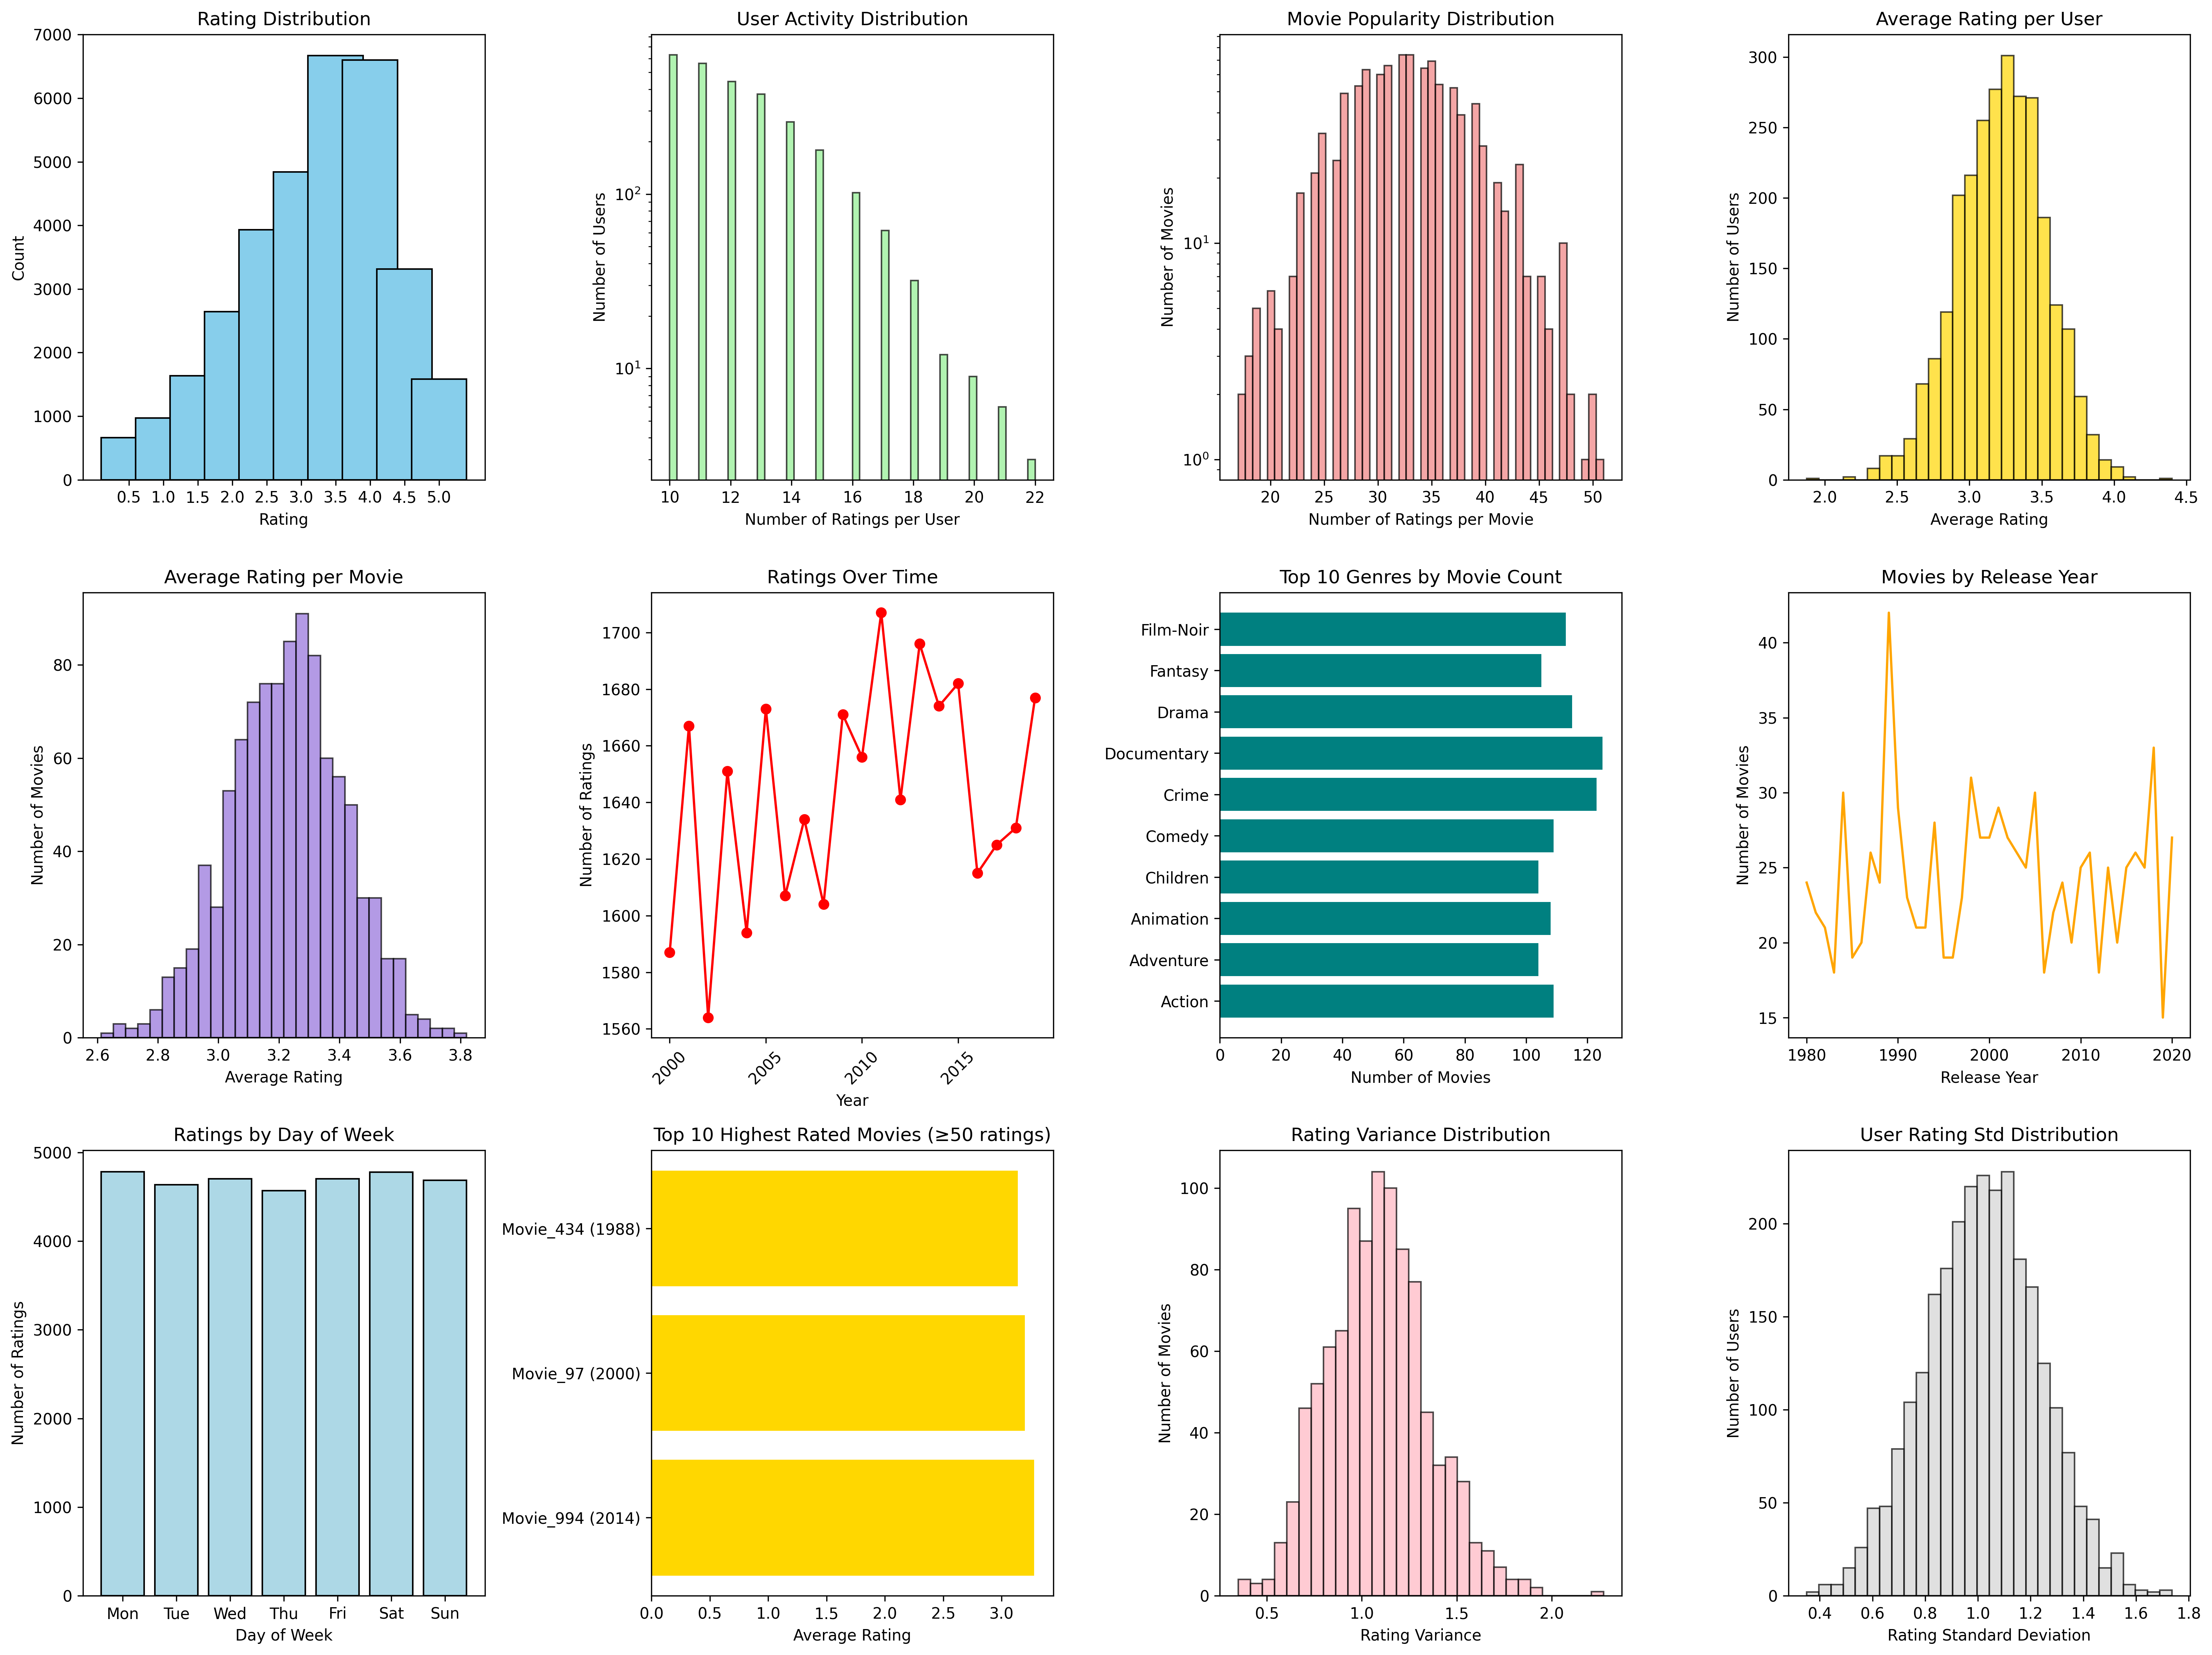 Rating Distribution
7000
6000
5000
4000
3000
2000
1000
0
Count
0.5 1.0 1.5 2.0 2.5 3.0 3.5 4.0 4.5 5.0
Rating
User Activity Distribution
10²
10¹
Number of Users
10 12 14 16 18 20 22
Number of Ratings per User
Movie Popularity Distribution
10¹
10⁰
Number of Movies
20 25 30 35 40 45 50
Number of Ratings per Movie
Average Rating per User
300
250
200
150
100
50
0
Number of Users
2.0 2.5 3.0 3.5 4.0 4.5
Average Rating
Average Rating per Movie
80
60
40
20
0
Number of Movies
2.6 2.8 3.0 3.2 3.4 3.6 3.8
Average Rating
Ratings Over Time
1700
1680
1660
1640
1620
1600
1580
1560
Number of Ratings
2000 2005 2010 2015
Year
Top 10 Genres by Movie Count
Film-Noir
Fantasy
Drama
Documentary
Crime
Comedy
Children
Animation
Adventure
Action
0 20 40 60 80 100 120
Number of Movies
Movies by Release Year
40
35
30
25
20
15
Number of Movies
1980 1990 2000 2010 2020
Release Year
Ratings by Day of Week
5000
4000
3000
2000
1000
0
Number of Ratings
Mon Tue Wed Thu Fri Sat Sun
Day of Week
Top 10 Highest Rated Movies (≥50 ratings)
Movie_434 (1988)
Movie_97 (2000)
Movie_994 (2014)
0.0 0.5 1.0 1.5 2.0 2.5 3.0
Average Rating
Rating Variance Distribution
100
80
60
40
20
0
Number of Movies
0.5 1.0 1.5 2.0
Rating Variance
User Rating Std Distribution
200
150
100
50
0
Number of Users
0.4 0.6 0.8 1.0 1.2 1.4 1.6 1.8
Rating Standard Deviation